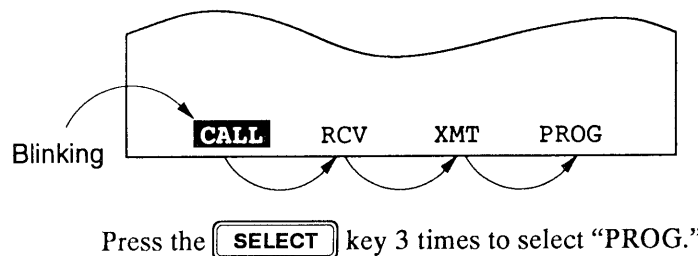 CALL RCV XMT PROG
Blinking
Press the SELECT key 3 times to select “PROG.”